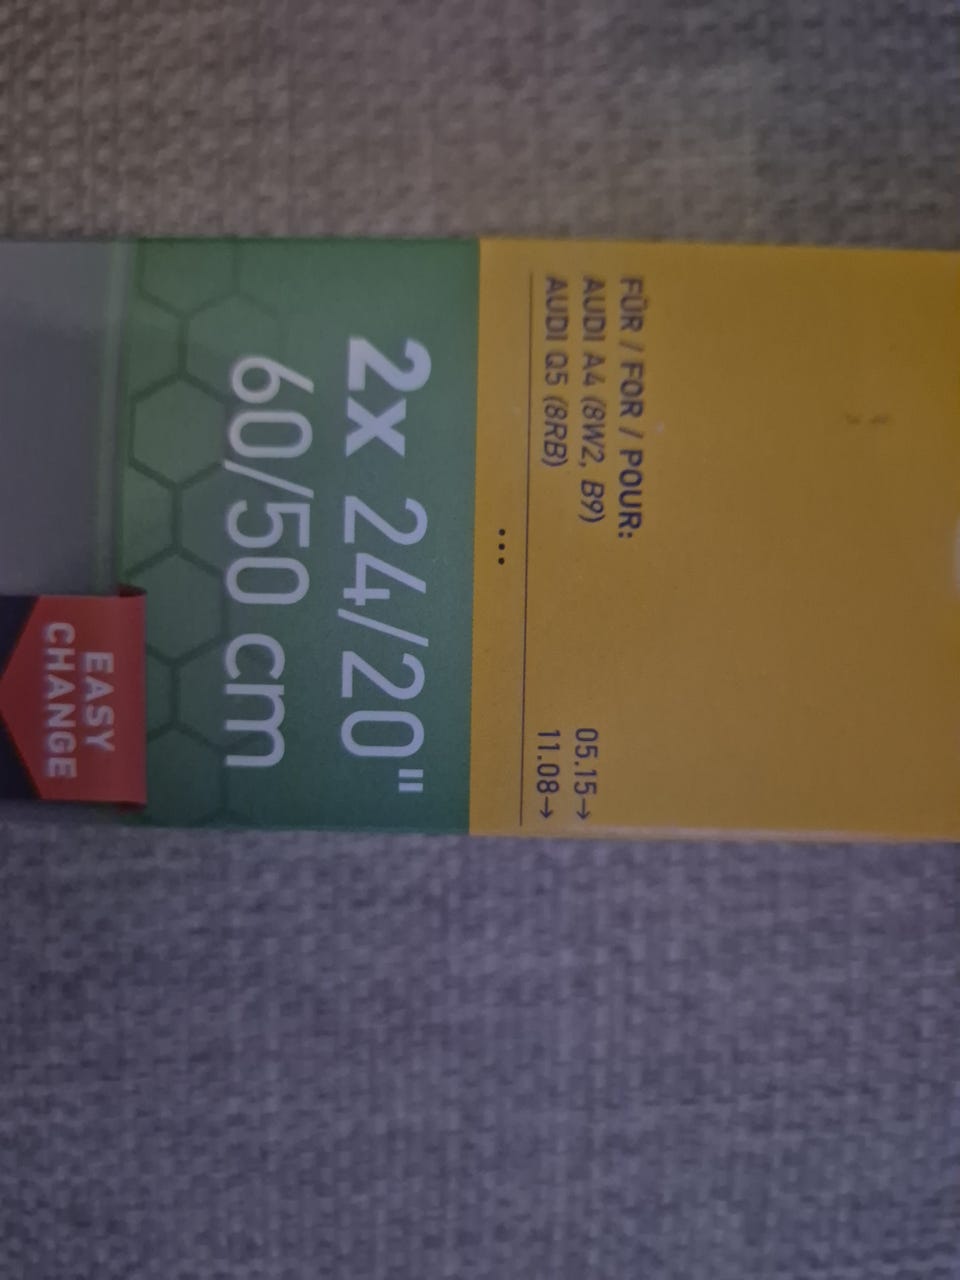 FÜR / FOR / POUR:
AUDI A4 (8W2, B9) 05.15→
AUDI Q5 (8RB) 11.08→
...
2x 24/20"
60/50 cm
EASY
CHANGE